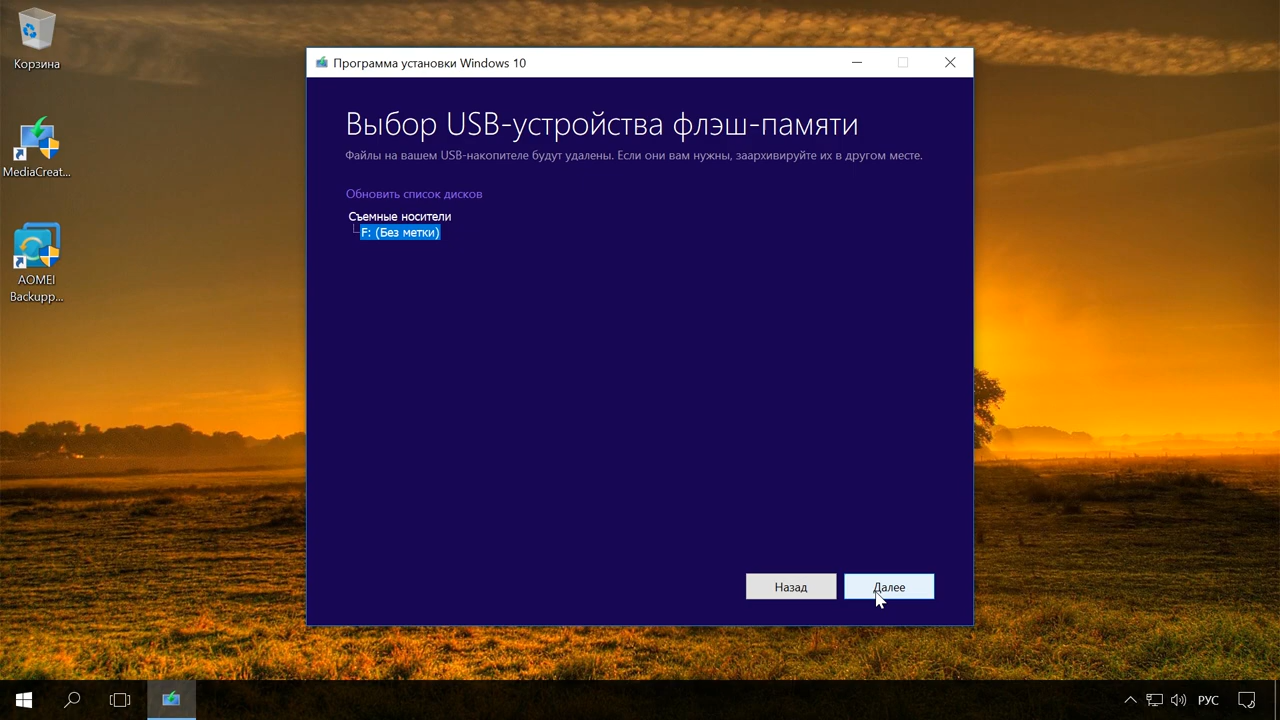 Корзина
MediaCreat...
AOMEI
Backupp...
Программа установки Windows 10
Выбор USB-устройства флэш-памяти
Файлы на вашем USB-накопителе будут удалены. Если они вам нужны, заархивируйте их в другом месте.
Обновить список дисков
Съемные носители
F: (Без метки)
Назад
Далее
РУС